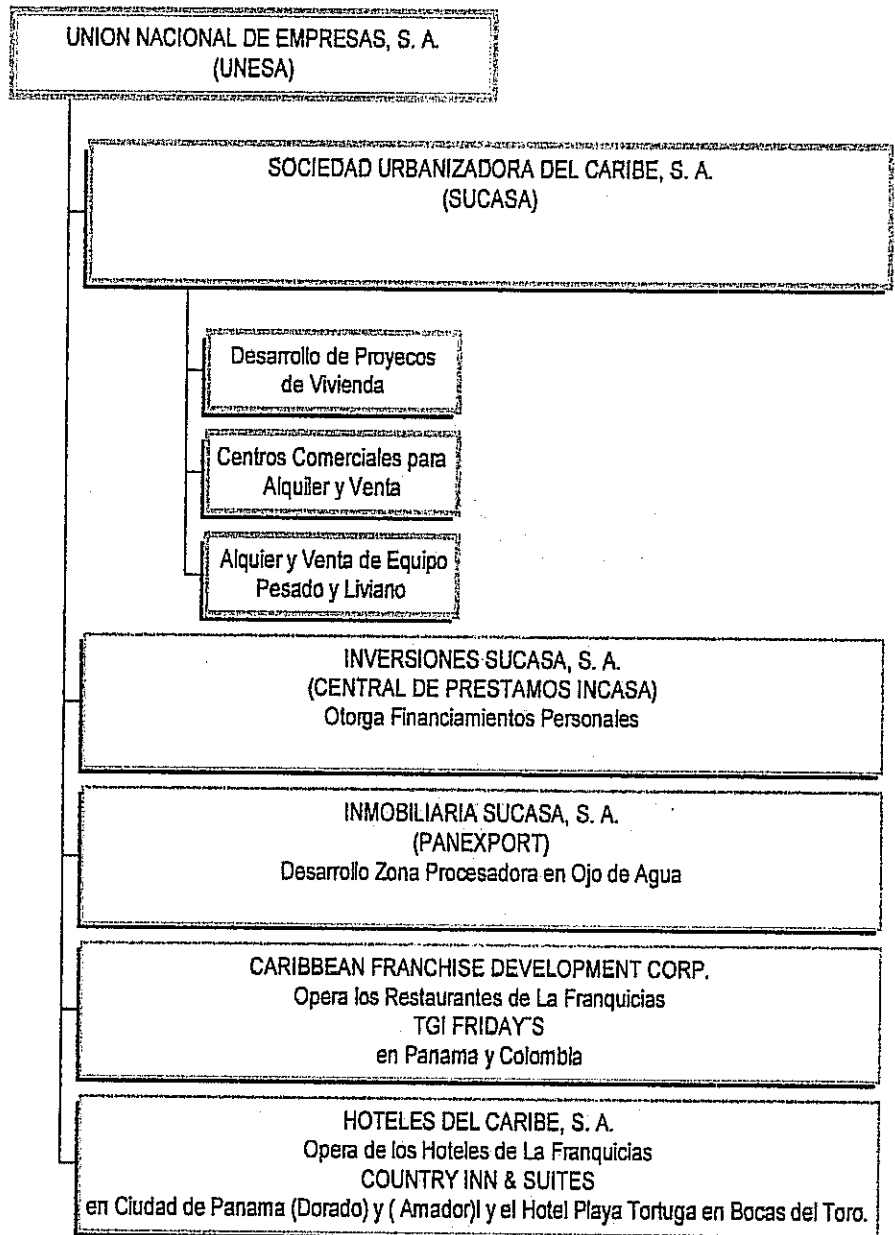 UNION NACIONAL DE EMPRESAS, S. A.
(UNESA)
SOCIEDAD URBANIZADORA DEL CARIBE, S. A.
(SUCASA)
Desarrollo de Proyecos
de Vivienda
Centros Comerciales para
Alquiler y Venta
Alquier y Venta de Equipo
Pesado y Liviano
INVERSIONES SUCASA, S. A.
(CENTRAL DE PRESTAMOS INCASA)
Otorga Financiamientos Personales
INMOBILIARIA SUCASA, S. A.
(PANEXPORT)
Desarrollo Zona Procesadora en Ojo de Agua
CARIBBEAN FRANCHISE DEVELOPMENT CORP.
Opera los Restaurantes de La Franquicias
TGI FRIDAY´S
en Panama y Colombia
HOTELES DEL CARIBE, S. A.
Opera de los Hoteles de La Franquicias
COUNTRY INN & SUITES
en Ciudad de Panama (Dorado) y ( Amador)l y el Hotel Playa Tortuga en Bocas del Toro.